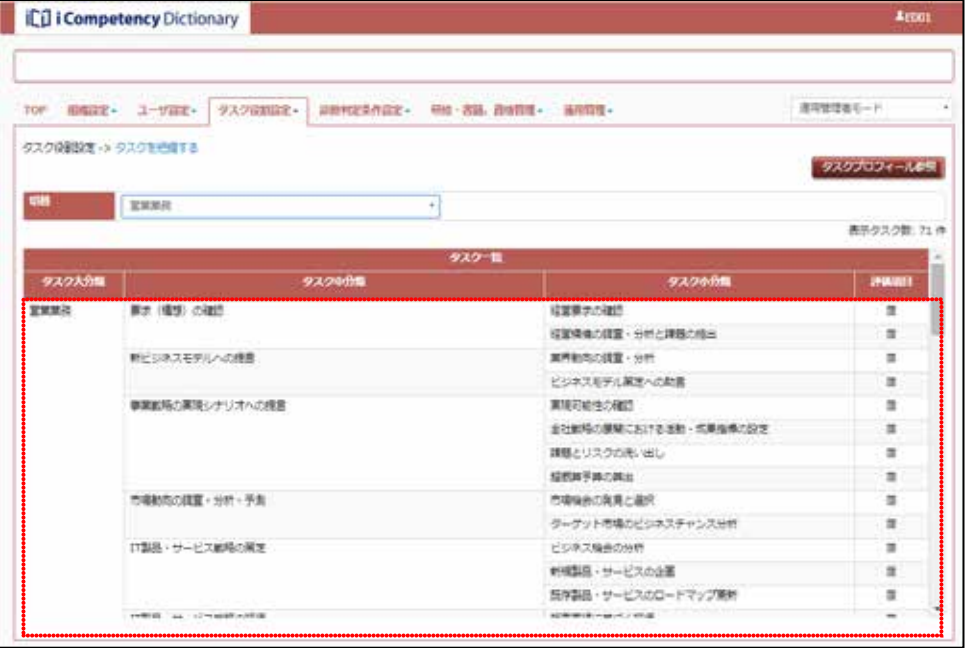 iCD i Competency Dictionary
TOP 組織設定 ユーザ設定 タスク役割設定 診断判定条件設定 研修・書籍、資格管理 運用管理 運用管理者モード
タスク役割設定 -> タスクを把握する
タスクプロフィール参照
職務
営業業務
表示タスク数: 71 件
タスク一覧
タスク大分類 タスク中分類 タスク小分類 評価項目
営業業務 要求（構想）の確認 経営要求の確認
経営環境の調査・分析と課題の抽出
新ビジネスモデルへの提言 業界動向の調査・分析
ビジネスモデル策定への助言
事業戦略の実現シナリオへの提言 実現可能性の確認
全社戦略の展開における活動・成果指標の設定
課題とリスクの洗い出し
超概算予算の算出
市場動向の調査・分析・予測 市場機会の発見と選択
ターゲット市場のビジネスチャンス分析
IT製品・サービス戦略の策定 ビジネス機会の分析
新規製品・サービスの企画
既存製品・サービスのロードマップ更新